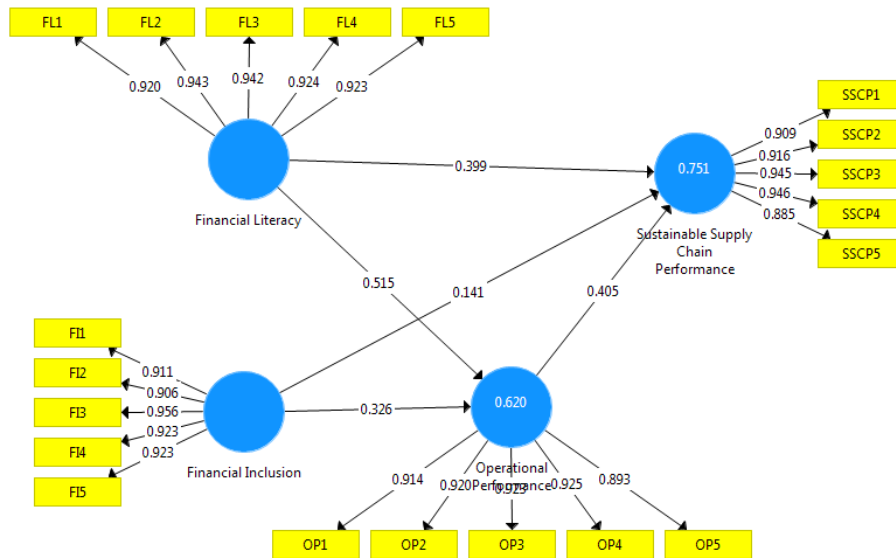 FL1
FL2
FL3
FL4
FL5
0.920
0.943
0.942
0.924
0.923
Financial Literacy
0.399
0.751
Sustainable Supply
Chain
Performance
0.909
0.916
0.945
0.946
0.885
SSCP1
SSCP2
SSCP3
SSCP4
SSCP5
0.515
0.141
0.405
FI1
FI2
FI3
FI4
FI5
0.911
0.906
0.956
0.923
0.923
Financial Inclusion
0.326
0.620
Operational
Performance
0.914
0.920
0.923
0.925
0.893
OP1
OP2
OP3
OP4
OP5